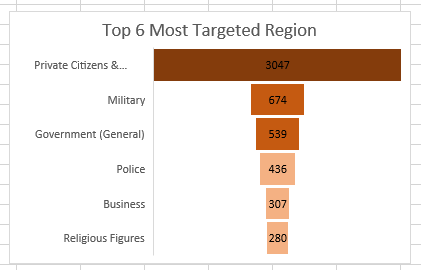 Top 6 Most Targeted Region
Private Citizens &...
3047
Military
674
Government (General)
539
Police
436
Business
307
Religious Figures
280